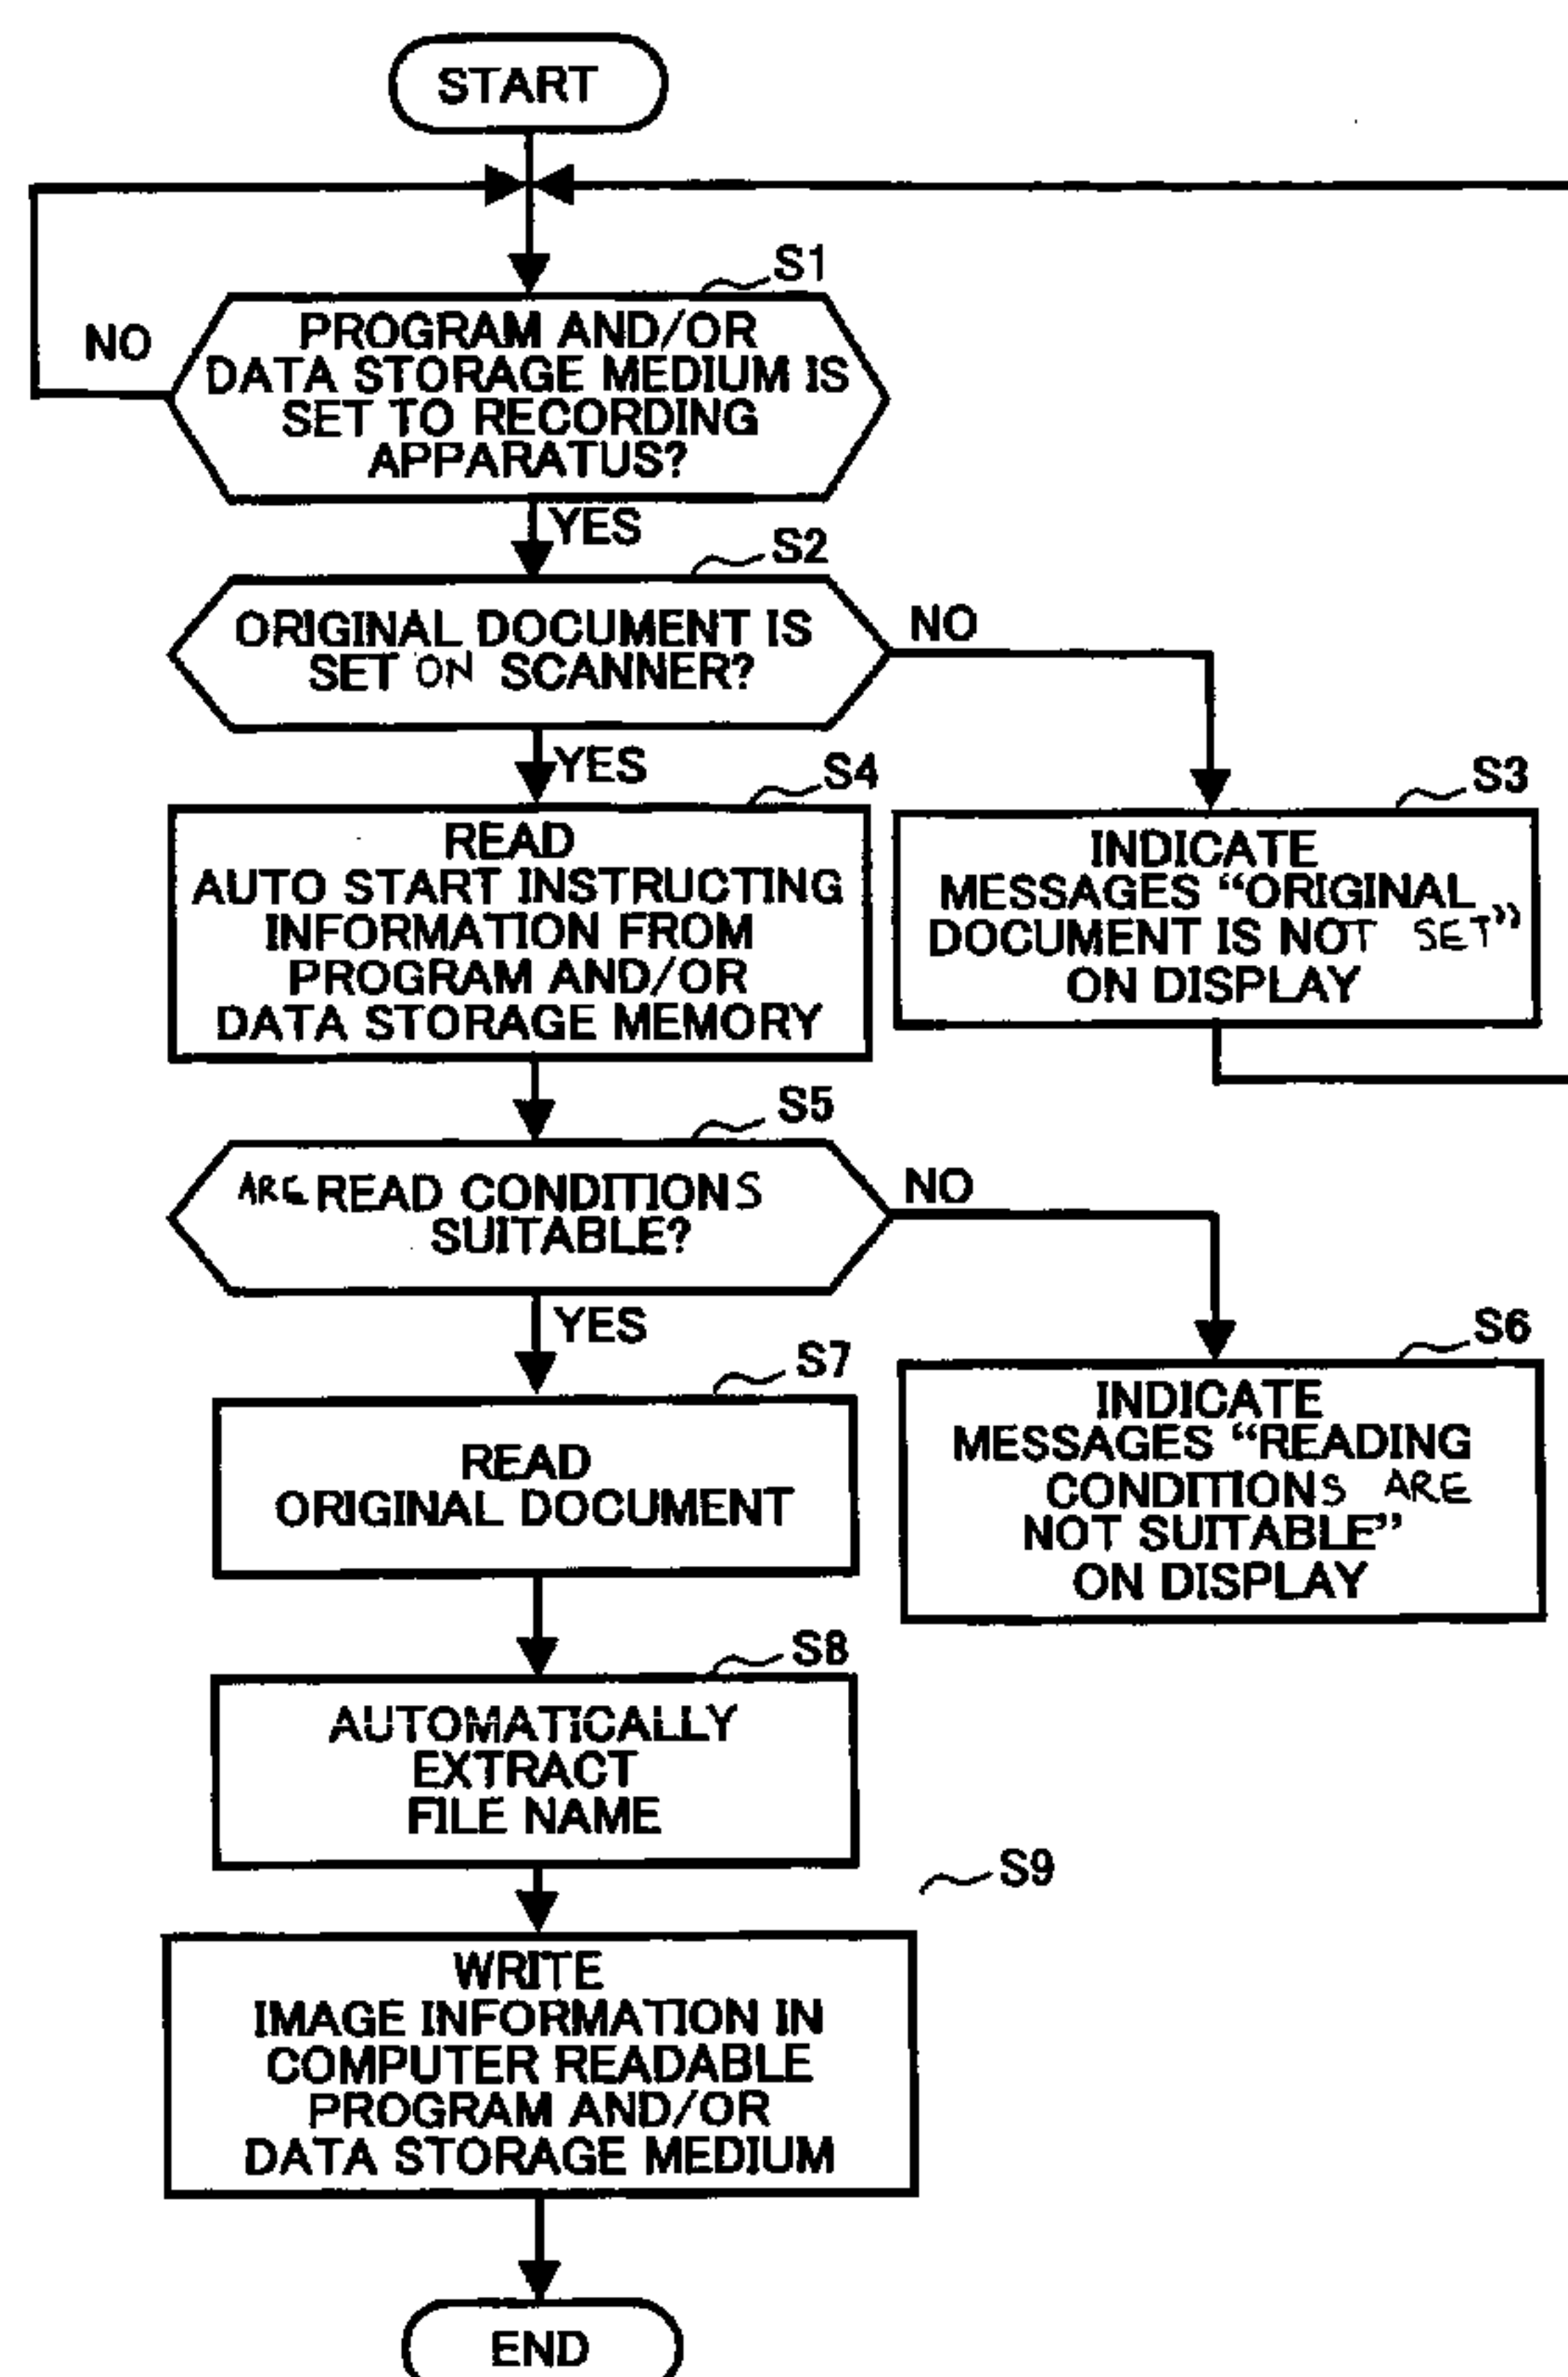 START
S1
NO
PROGRAM AND/OR
DATA STORAGE MEDIUM IS
SET TO RECORDING
APPARATUS?
YES
S2
ORIGINAL DOCUMENT IS
SET ON SCANNER?
NO
YES
S4
READ
AUTO START INSTRUCTING
INFORMATION FROM
PROGRAM AND/OR
DATA STORAGE MEMORY
S3
INDICATE
MESSAGES “ORIGINAL
DOCUMENT IS NOT SET”
ON DISPLAY
S5
ARE READ CONDITIONS
SUITABLE?
NO
YES
S7
READ
ORIGINAL DOCUMENT
S6
INDICATE
MESSAGES “READING
CONDITIONS ARE
NOT SUITABLE”
ON DISPLAY
S8
AUTOMATICALLY
EXTRACT
FILE NAME
S9
WRITE
IMAGE INFORMATION IN
COMPUTER READABLE
PROGRAM AND/OR
DATA STORAGE MEDIUM
END